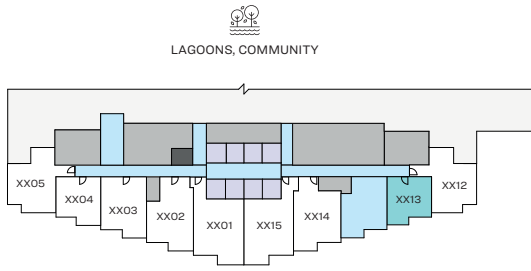 LAGOONS, COMMUNITY
XX05
XX04
XX03
XX02
XX01
XX15
XX14
XX13
XX12